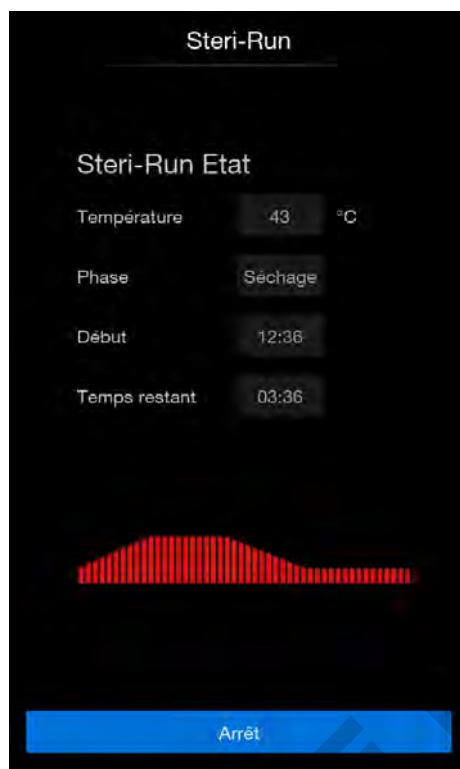 Steri-Run
Steri-Run Etat
Température 43 °C
Phase Séchage
Début 12:36
Temps restant 03:36
Arrêt